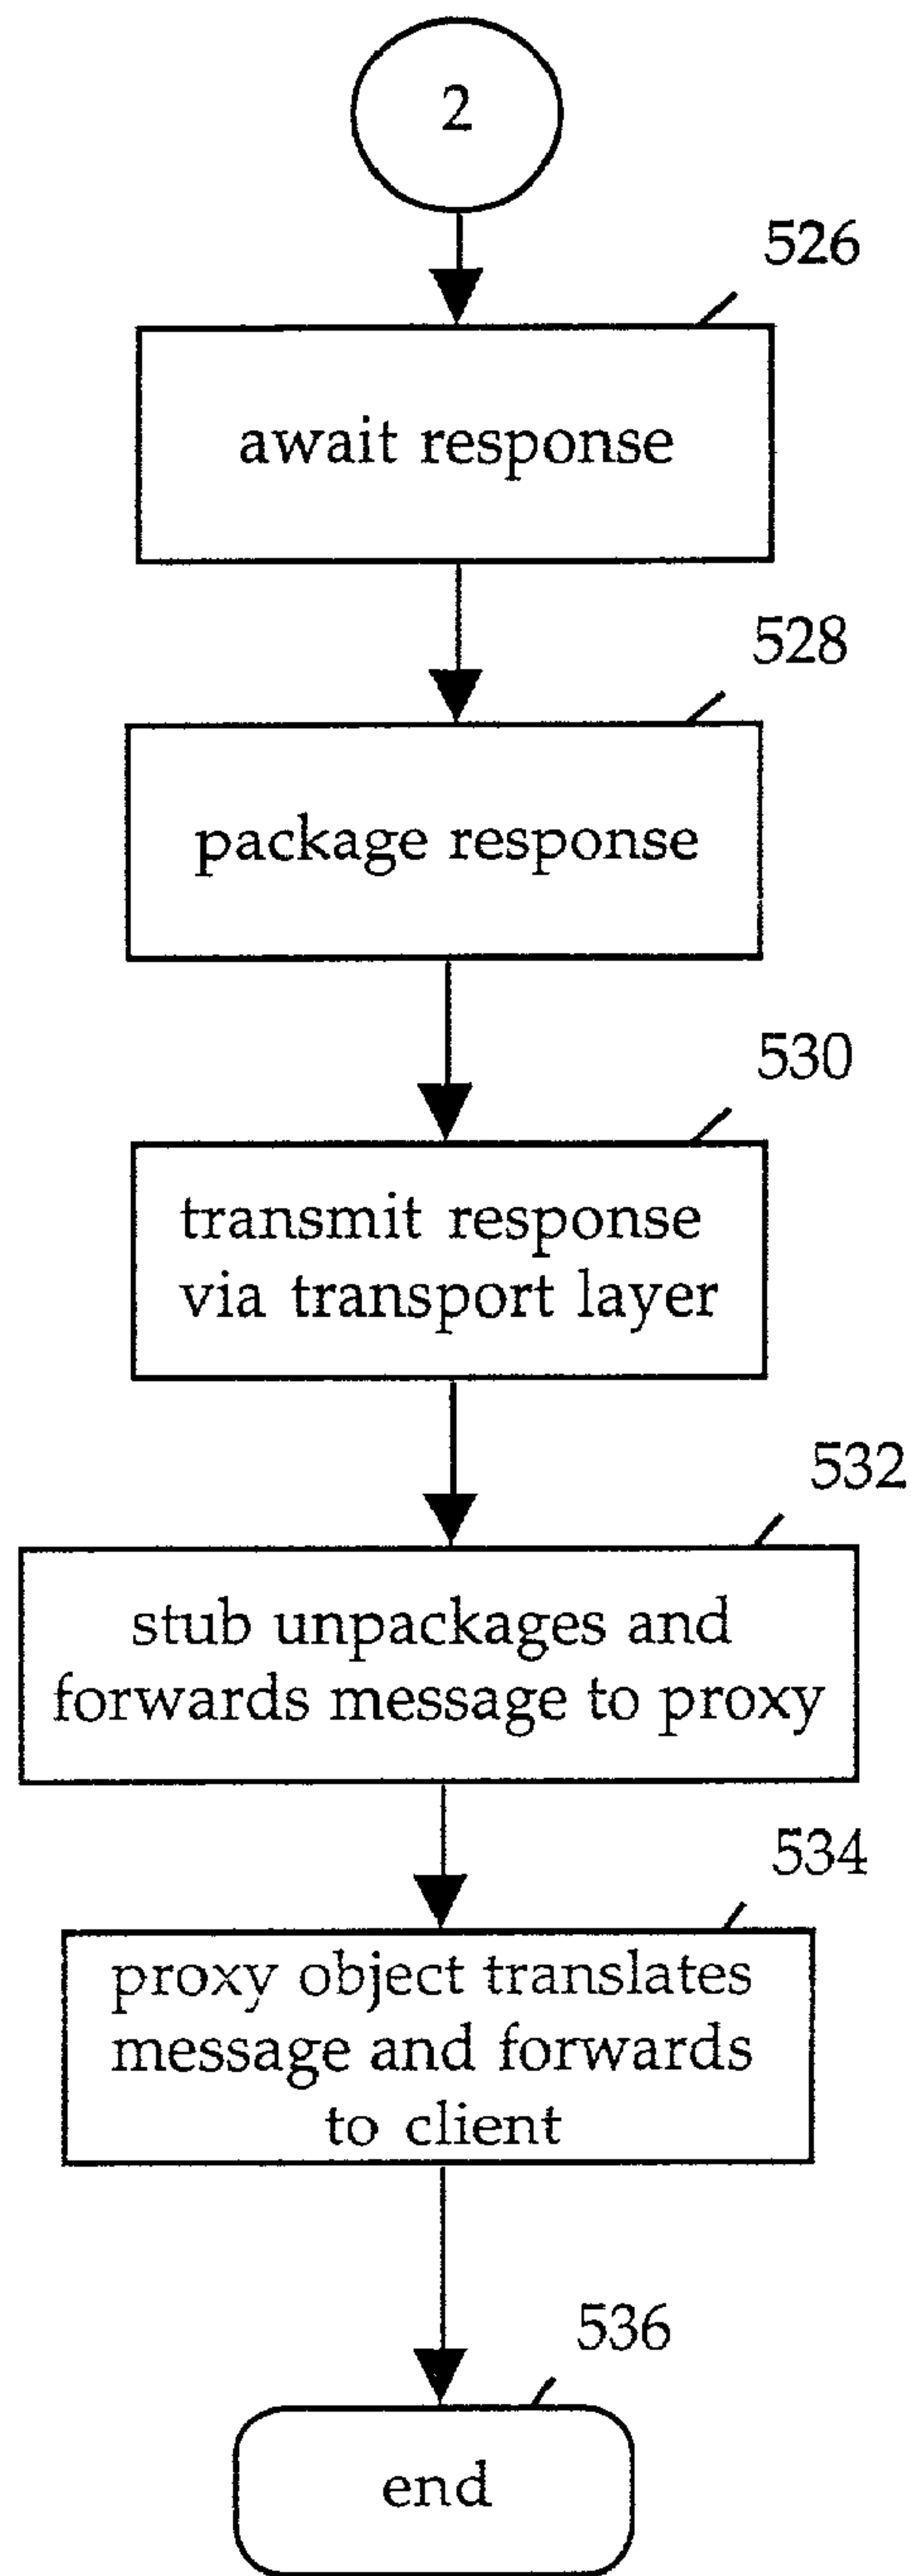 2
526
await response
528
package response
530
transmit response
via transport layer
532
stub unpackages and
forwards message to proxy
534
proxy object translates
message and forwards
to client
536
end